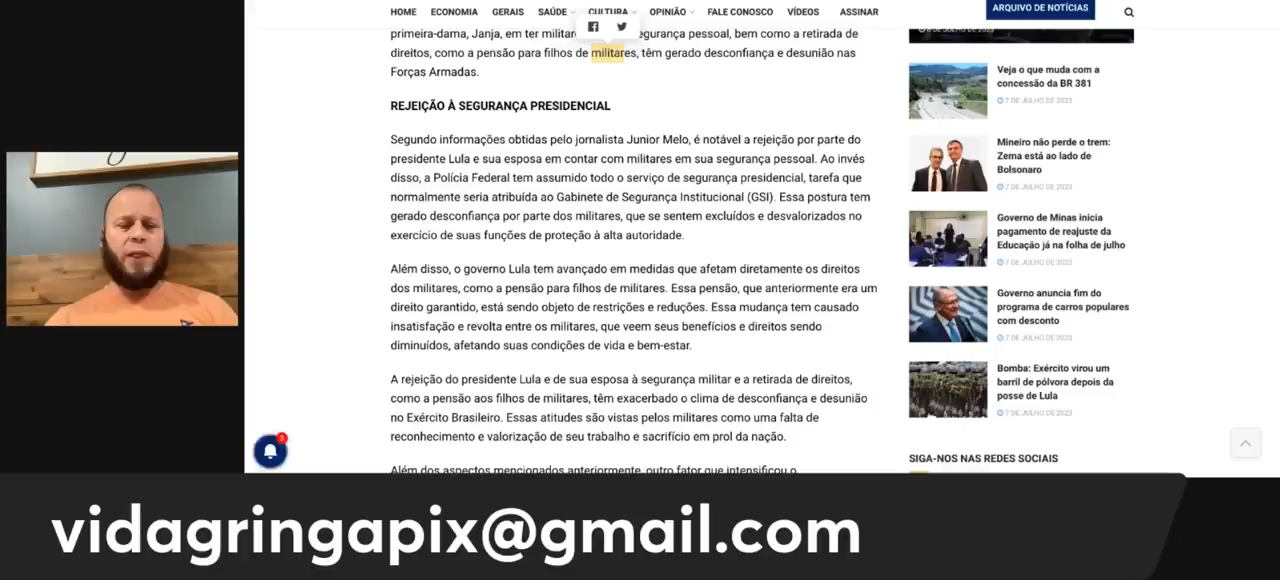 HOME ECONOMIA GERAIS SAÚDE CULTURA OPINIÃO FALE CONOSCO VÍDEOS ASSINAR
ARQUIVO DE NOTÍCIAS
primeira-dama, Janja, em ter militar segurança pessoal, bem como a retirada de
direitos, como a pensão para filhos de militares, têm gerado desconfiança e desunião nas
Forças Armadas.
REJEIÇÃO À SEGURANÇA PRESIDENCIAL
Segundo informações obtidas pelo jornalista Junior Melo, é notável a rejeição por parte do
presidente Lula e sua esposa em contar com militares em sua segurança pessoal. Ao invés
disso, a Polícia Federal tem assumido todo o serviço de segurança presidencial, tarefa que
normalmente seria atribuída ao Gabinete de Segurança Institucional (GSI). Essa postura tem
gerado desconfiança por parte dos militares, que se sentem excluídos e desvalorizados no
exercício de suas funções de proteção à alta autoridade.
Além disso, o governo Lula tem avançado em medidas que afetam diretamente os direitos
dos militares, como a pensão para filhos de militares. Essa pensão, que anteriormente era um
direito garantido, está sendo objeto de restrições e reduções. Essa mudança tem causado
insatisfação e revolta entre os militares, que veem seus benefícios e direitos sendo
diminuídos, afetando suas condições de vida e bem-estar.
A rejeição do presidente Lula e de sua esposa à segurança militar e a retirada de direitos,
como a pensão aos filhos de militares, têm exacerbado o clima de desconfiança e desunião
no Exército Brasileiro. Essas atitudes são vistas pelos militares como uma falta de
reconhecimento e valorização de seu trabalho e sacrifício em prol da nação.
Além dos aspectos mencionados anteriormente, outro fator que intensificou o
Veja o que muda com a
concessão da BR 381
7 DE JULHO DE 2023
Mineiro não perde o trem:
Zema está ao lado de
Bolsonaro
7 DE JULHO DE 2023
Governo de Minas inicia
pagamento de reajuste da
Educação já na folha de julho
7 DE JULHO DE 2023
Governo anuncia fim do
programa de carros populares
com desconto
7 DE JULHO DE 2023
Bomba: Exército virou um
barril de pólvora depois da
posse de Lula
7 DE JULHO DE 2023
SIGA-NOS NAS REDES SOCIAIS
3
vidagringapix@gmail.com